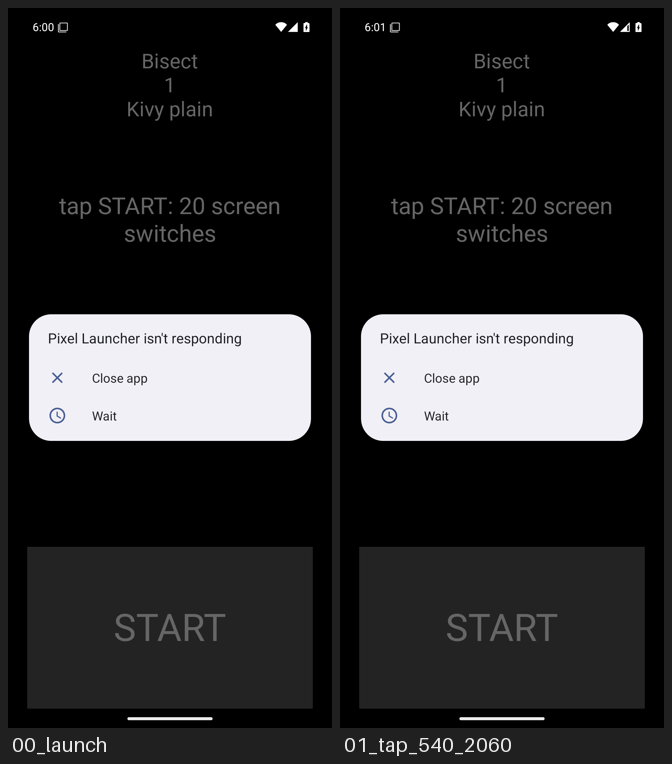 6:00
Bisect
1
Kivy plain
tap START: 20 screen
switches
Pixel Launcher isn't responding
Close app
Wait
START
00_launch
6:01
Bisect
1
Kivy plain
tap START: 20 screen
switches
Pixel Launcher isn't responding
Close app
Wait
START
01_tap_540_2060